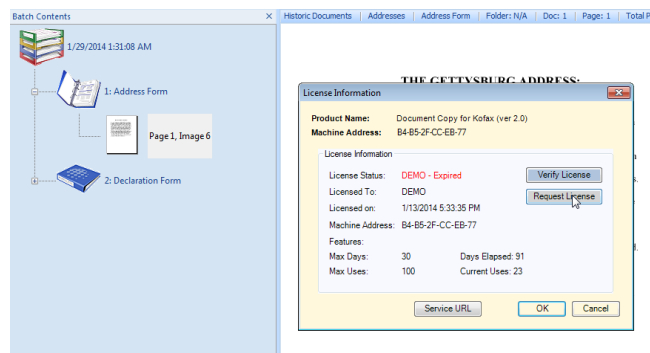 Batch Contents
Historic Documents Addresses Address Form Folder: N/A Doc: 1 Page: 1 Total P
1/29/2014 1:31:08 AM
1: Address Form
Page 1, Image 6
2: Declaration Form
THE GETTYSBURG ADDRESS:
License Information
Product Name: Document Copy for Kofax (ver 2.0)
Machine Address: B4-B5-2F-CC-EB-77
License Information
License Status: DEMO - Expired Verify License
Licensed To: DEMO Request License
Licensed on: 1/13/2014 5:33:35 PM
Machine Address: B4-B5-2F-CC-EB-77
Features:
Max Days: 30 Days Elapsed: 91
Max Uses: 100 Current Uses: 23
Service URL OK Cancel